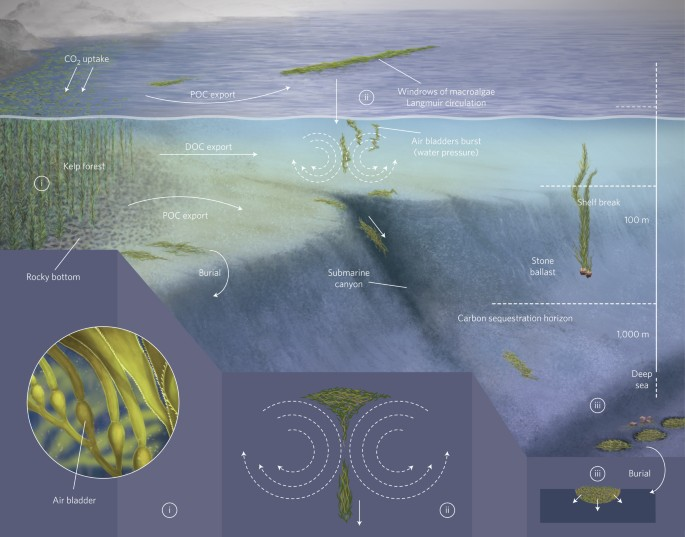 CO₂ uptake
POC export
ii
Windrows of macroalgae
Langmuir circulation
DOC export
Air bladders burst
(water pressure)
Kelp forest
i
POC export
Shelf break
100 m
Rocky bottom
Burial
Submarine
canyon
Stone
ballast
Carbon sequestration horizon
1,000 m
Deep
sea
iii
Air bladder
i
ii
iii
Burial